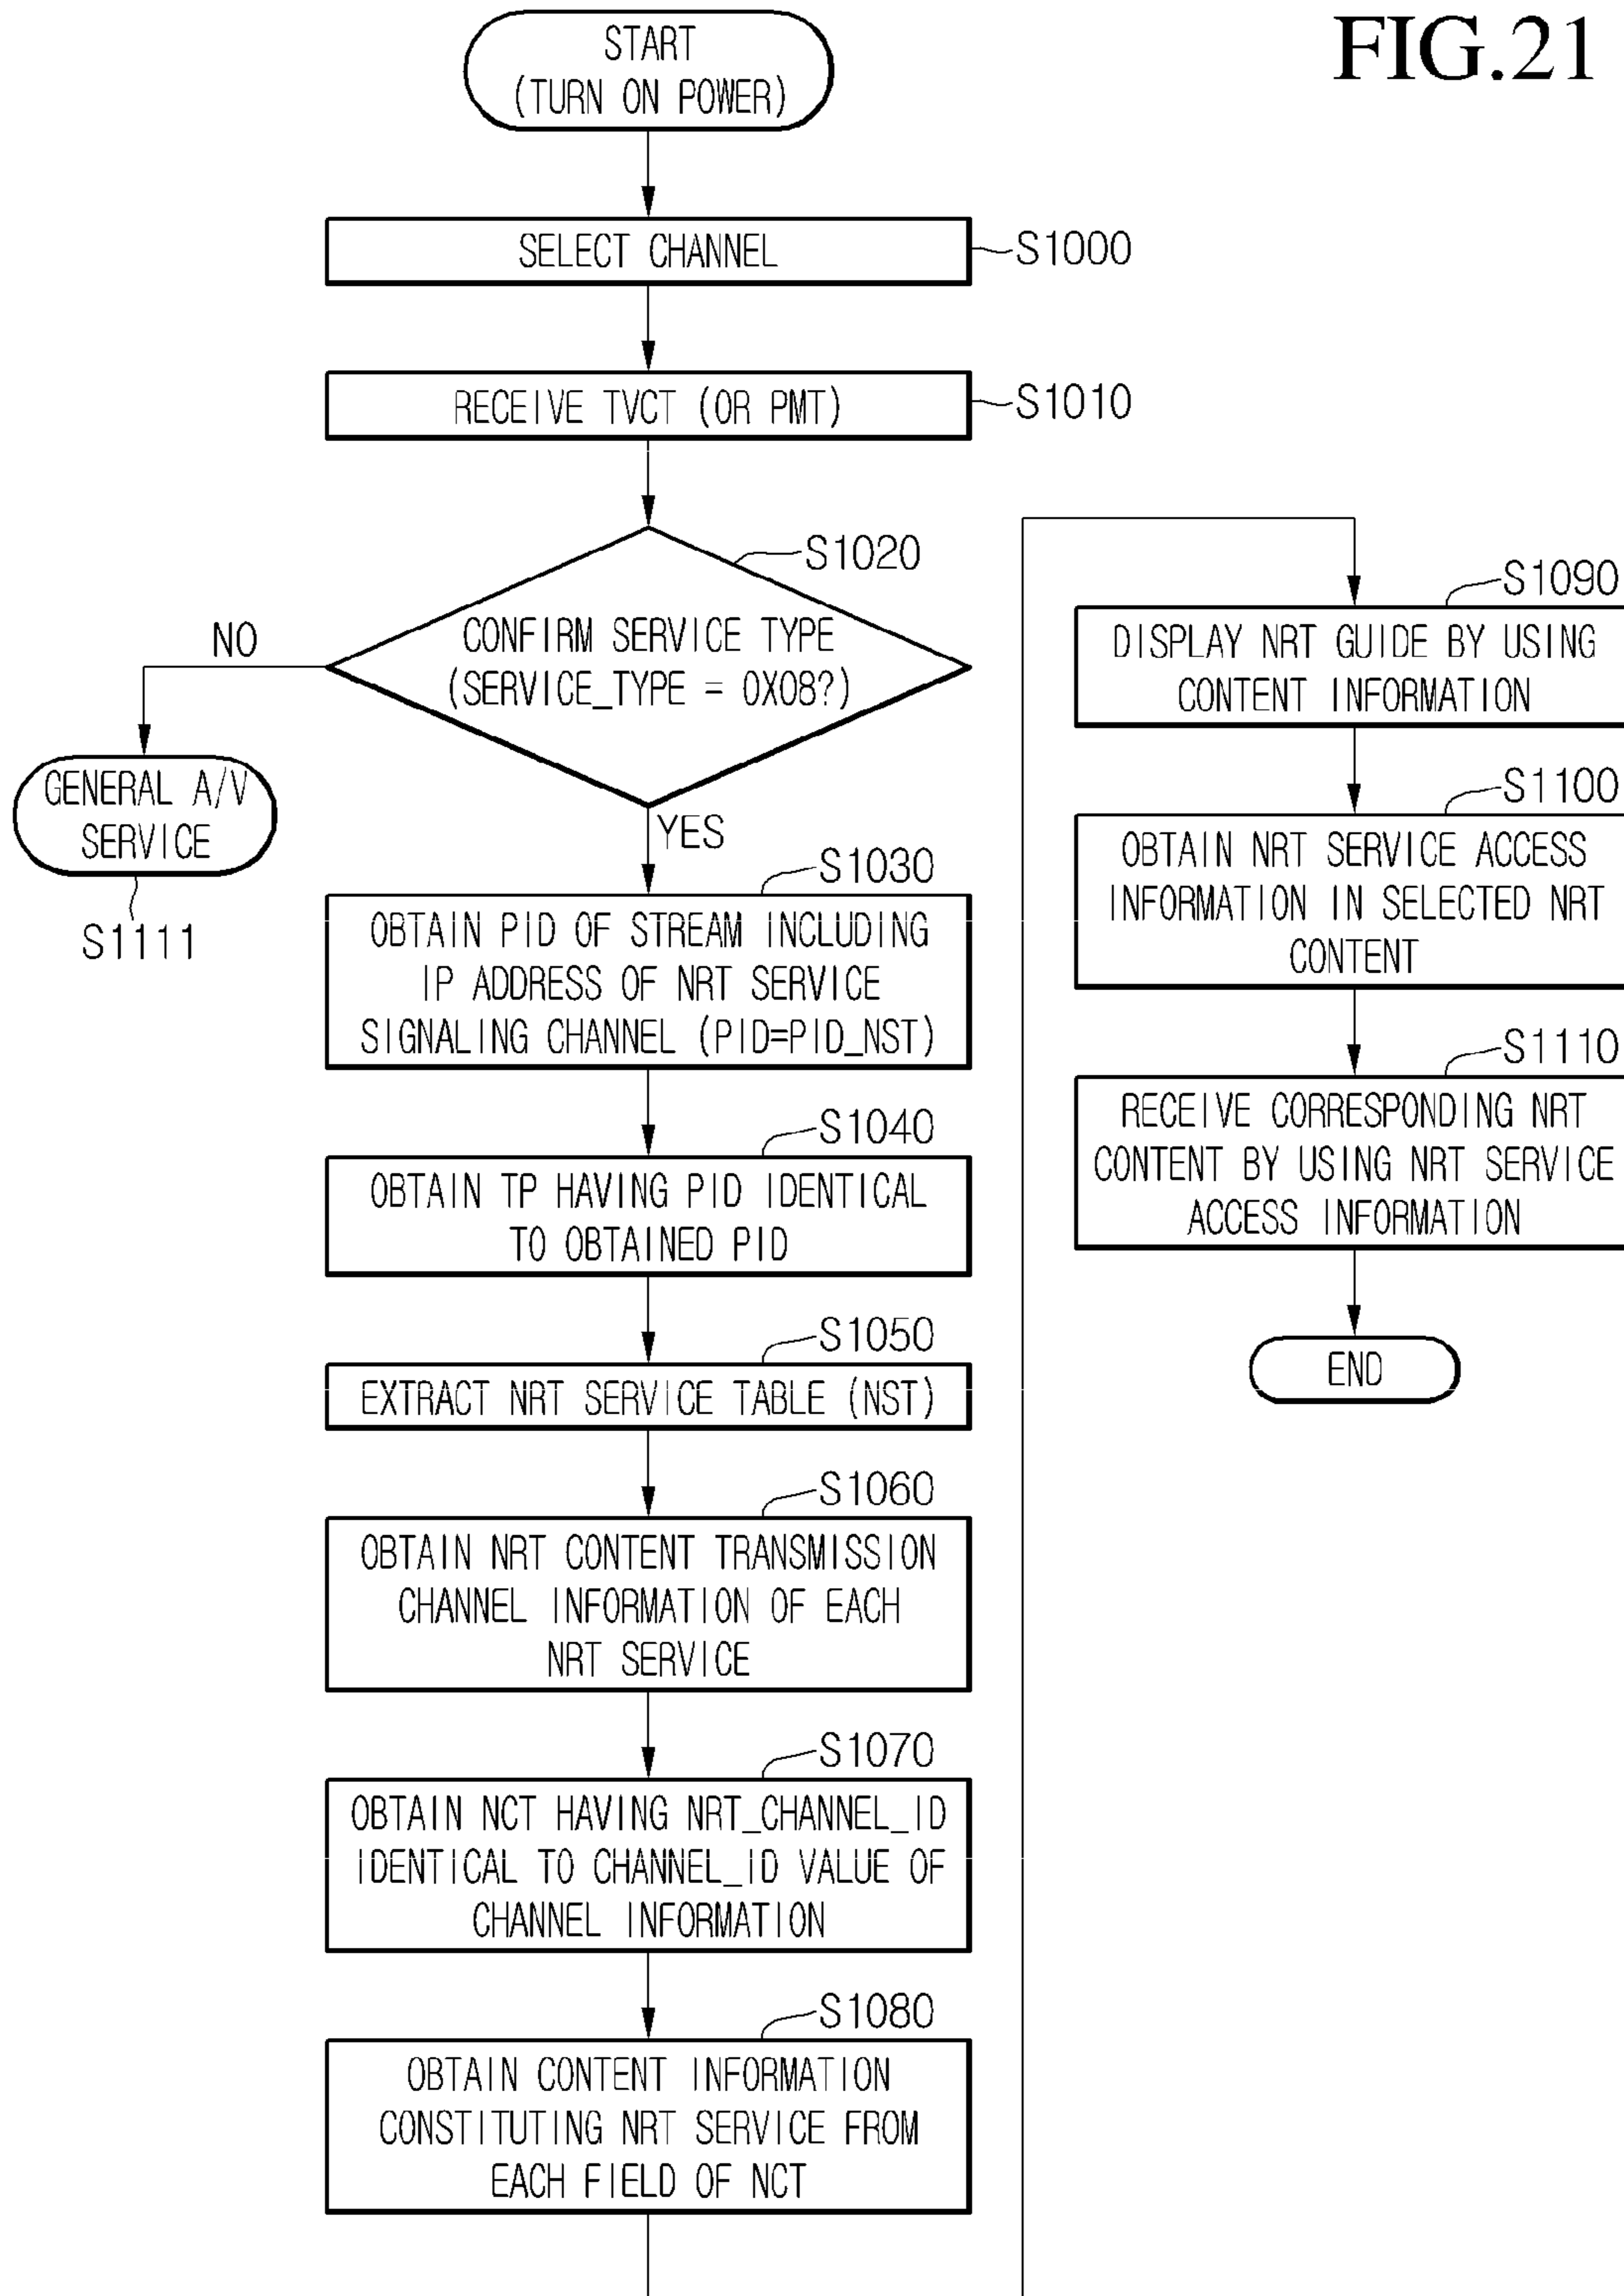 FIG.21
START
(TURN ON POWER)
SELECT CHANNEL
S1000
RECEIVE TVCT (OR PMT)
S1010
S1020
CONFIRM SERVICE TYPE
(SERVICE_TYPE = 0X08?)
NO
GENERAL A/V
SERVICE
S1111
YES
S1030
OBTAIN PID OF STREAM INCLUDING
IP ADDRESS OF NRT SERVICE
SIGNALING CHANNEL (PID=PID_NST)
S1040
OBTAIN TP HAVING PID IDENTICAL
TO OBTAINED PID
S1050
EXTRACT NRT SERVICE TABLE (NST)
S1060
OBTAIN NRT CONTENT TRANSMISSION
CHANNEL INFORMATION OF EACH
NRT SERVICE
S1070
OBTAIN NCT HAVING NRT_CHANNEL_ID
IDENTICAL TO CHANNEL_ID VALUE OF
CHANNEL INFORMATION
S1080
OBTAIN CONTENT INFORMATION
CONSTITUTING NRT SERVICE FROM
EACH FIELD OF NCT
S1090
DISPLAY NRT GUIDE BY USING
CONTENT INFORMATION
S1100
OBTAIN NRT SERVICE ACCESS
INFORMATION IN SELECTED NRT
CONTENT
S1110
RECEIVE CORRESPONDING NRT
CONTENT BY USING NRT SERVICE
ACCESS INFORMATION
END